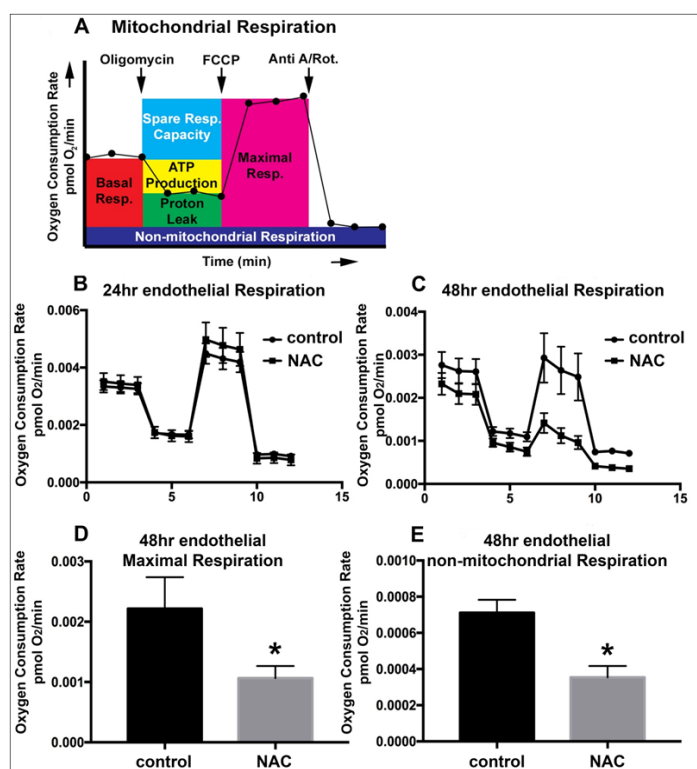 A Mitochondrial Respiration
Oligomycin
FCCP
Anti A/Rot.
Oxygen Consumption Rate
pmol O2/min
Spare Resp.
Capacity
ATP
Production
Basal
Resp.
Maximal
Resp.
Proton
Leak
Non-mitochondrial Respiration
Time (min)
B 24hr endothelial Respiration
Oxygen Consumption Rate
pmol O2/min
0.006
0.004
0.002
0.000
0
5
10
15
control
NAC
C 48hr endothelial Respiration
Oxygen Consumption Rate
pmol O2/min
0.004
0.003
0.002
0.001
0.000
0
5
10
15
control
NAC
D 48hr endothelial
Maximal Respiration
Oxygen Consumption Rate
pmol O2/min
0.003
0.002
0.001
0.000
*
control
NAC
E 48hr endothelial
non-mitochondrial Respiration
Oxygen Consumption Rate
pmol O2/min
0.0010
0.0008
0.0006
0.0004
0.0002
0.0000
*
control
NAC